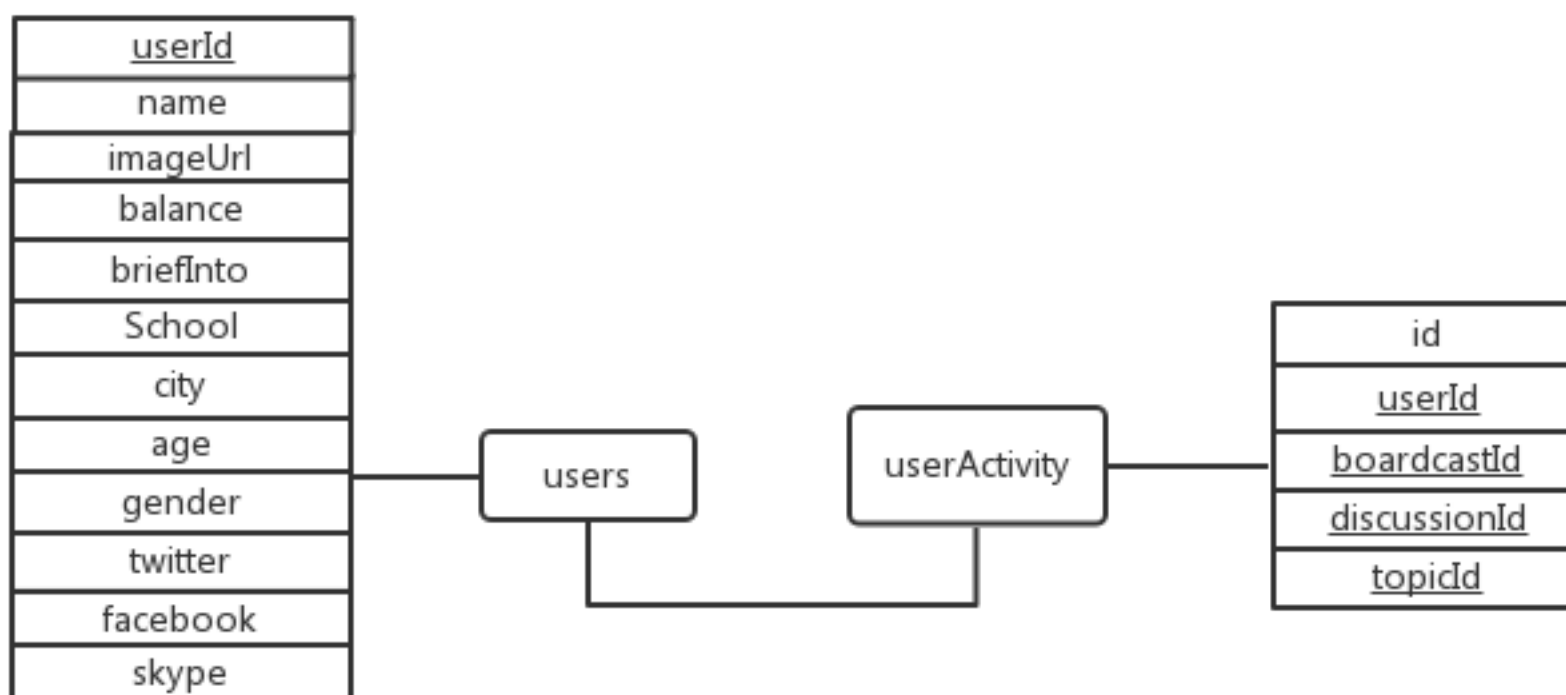 userId
name
imageUrl
balance
briefInto
School
city
age
gender
twitter
facebook
skype
users
userActivity
id
userId
boardcastId
discussionId
topicId